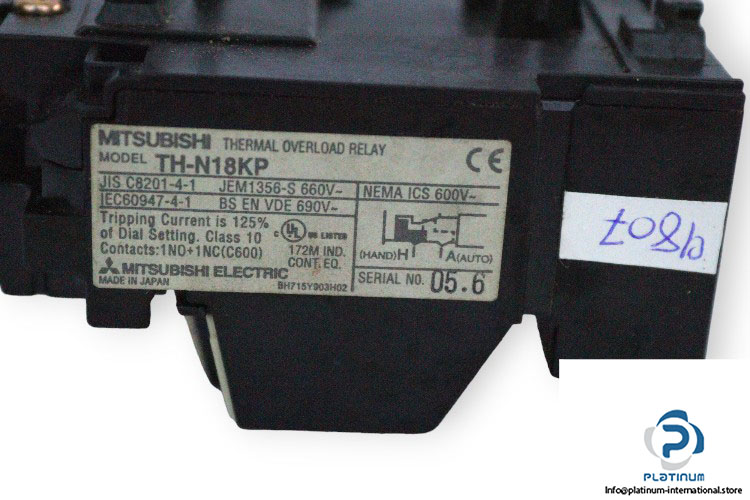 MITSUBISHI THERMAL OVERLOAD RELAY
MODEL TH-N18KP
JIS C8201-4-1 JEM1356-S 660V~ NEMA ICS 600V~
IEC60947-4-1 BS EN VDE 690V~
Tripping Current is 125%
of Dial Setting. Class 10
Contacts:1NO+1NC(C600)
C UL US LISTED
172M IND.
CONT. EQ.
(HAND)H A(AUTO)
MITSUBISHI ELECTRIC
MADE IN JAPAN
BH715Y903H02
SERIAL NO. 05.6
CE
PLATINUM
Info@platinum-international.store